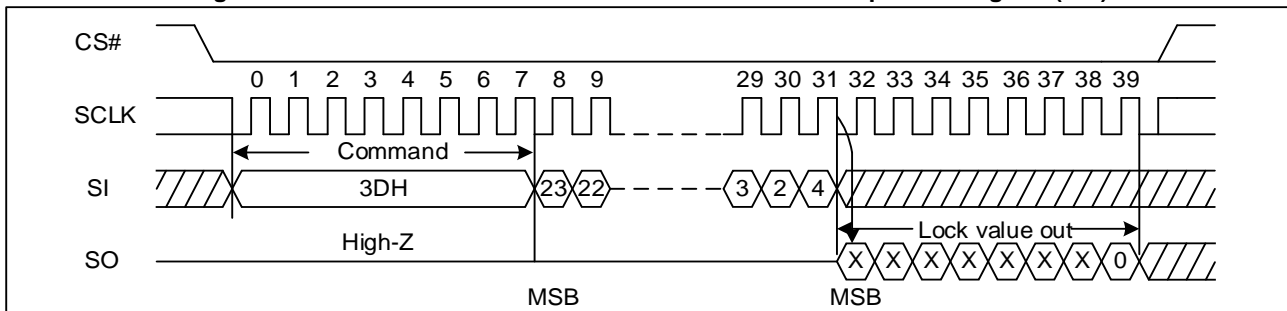 CS#
0 1 2 3 4 5 6 7 8 9 29 30 31 32 33 34 35 36 37 38 39
SCLK
Command
SI 3DH 23 22 3 2 4
High-Z Lock value out
SO X X X X X X X 0
MSB MSB